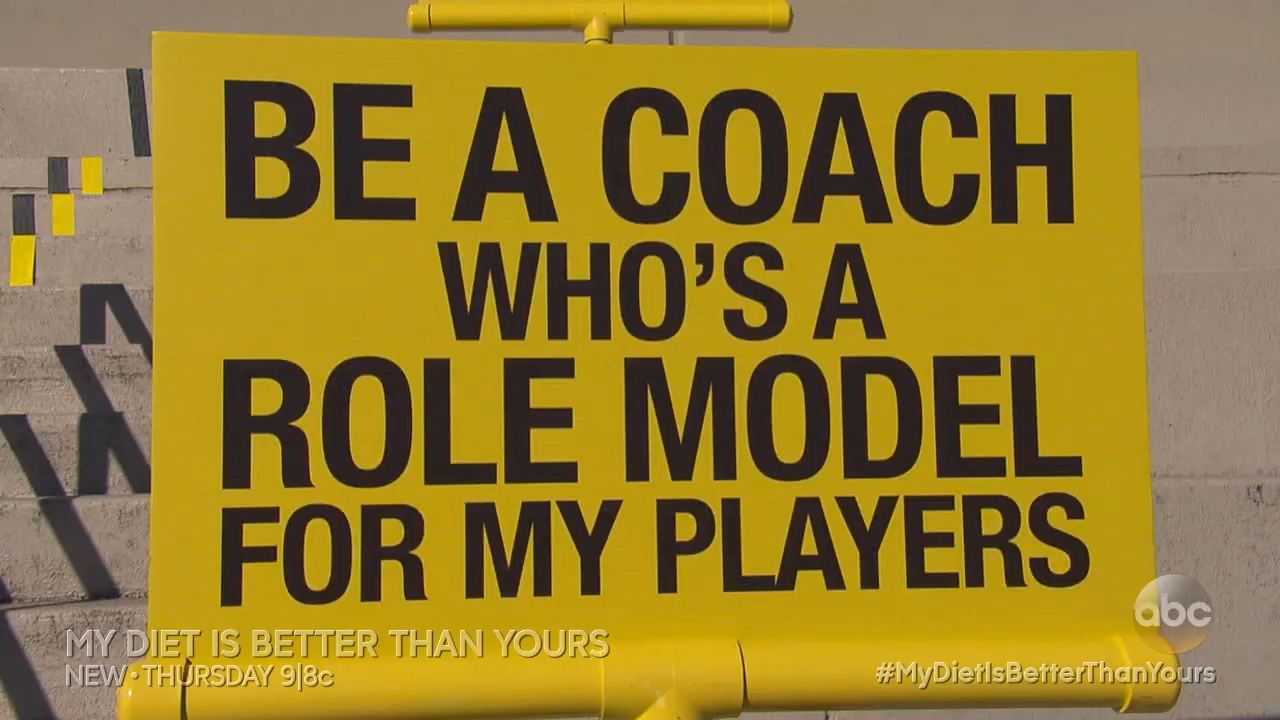 BE A COACH
WHO'S A
ROLE MODEL
FOR MY PLAYERS
abc
MY DIET IS BETTER THAN YOURS
NEW • THURSDAY 9|8c
#MyDietIsBetterThanYours